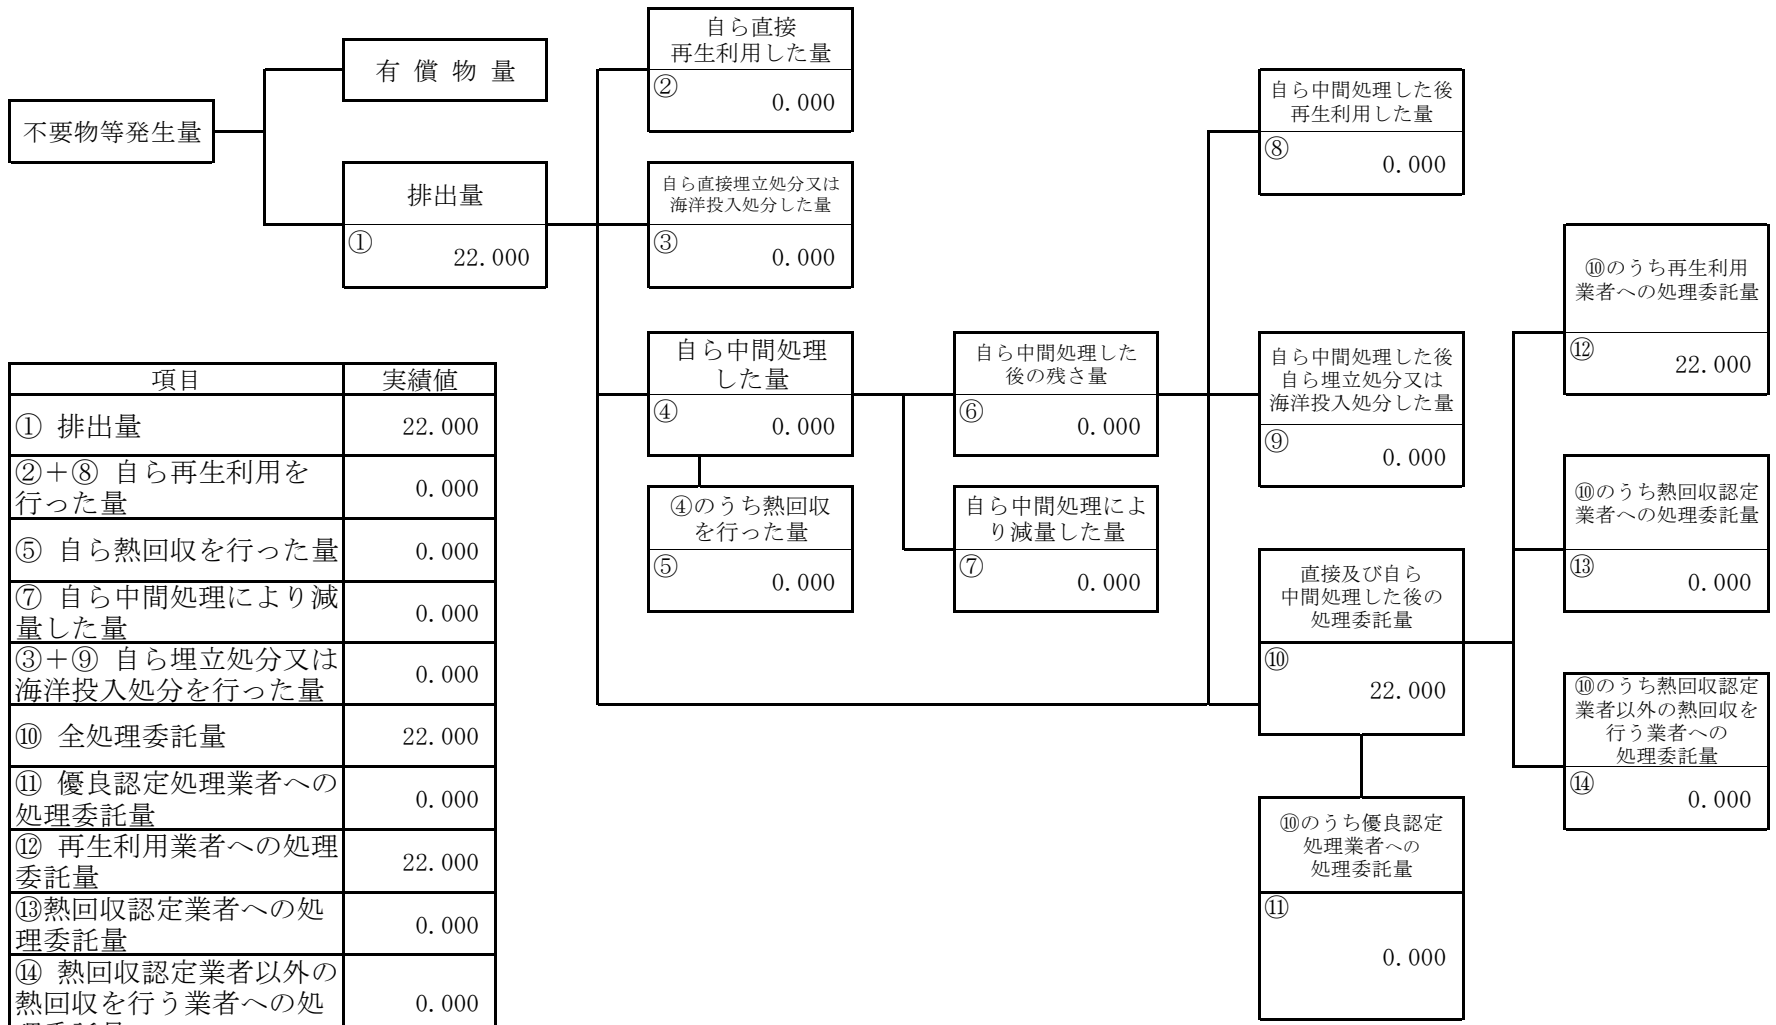 不要物等発生量
有 償 物 量
排出量
①
22.000
自ら直接
再生利用した量
②
0.000
自ら直接埋立処分又は
海洋投入処分した量
③
0.000
自ら中間処理
した量
④
0.000
④のうち熱回収
を行った量
⑤
0.000
自ら中間処理した
後の残さ量
⑥
0.000
自ら中間処理によ
り減量した量
⑦
0.000
自ら中間処理した後
再生利用した量
⑧
0.000
自ら中間処理した後
自ら埋立処分又は
海洋投入処分した量
⑨
0.000
直接及び自ら
中間処理した後の
処理委託量
⑩
22.000
⑩のうち優良認定
処理業者への
処理委託量
⑪
0.000
⑩のうち再生利用
業者への処理委託量
⑫
22.000
⑩のうち熱回収認定
業者への処理委託量
⑬
0.000
⑩のうち熱回収認定
業者以外の熱回収を
行う業者への
処理委託量
⑭
0.000
項目 実績値
① 排出量 22.000
②＋⑧ 自ら再生利用を
行った量 0.000
⑤ 自ら熱回収を行った量 0.000
⑦ 自ら中間処理により減
量した量 0.000
③＋⑨ 自ら埋立処分又は
海洋投入処分を行った量 0.000
⑩ 全処理委託量 22.000
⑪ 優良認定処理業者への
処理委託量 0.000
⑫ 再生利用業者への処理
委託量 22.000
⑬熱回収認定業者への処
理委託量 0.000
⑭ 熱回収認定業者以外の
熱回収を行う業者への処 0.000